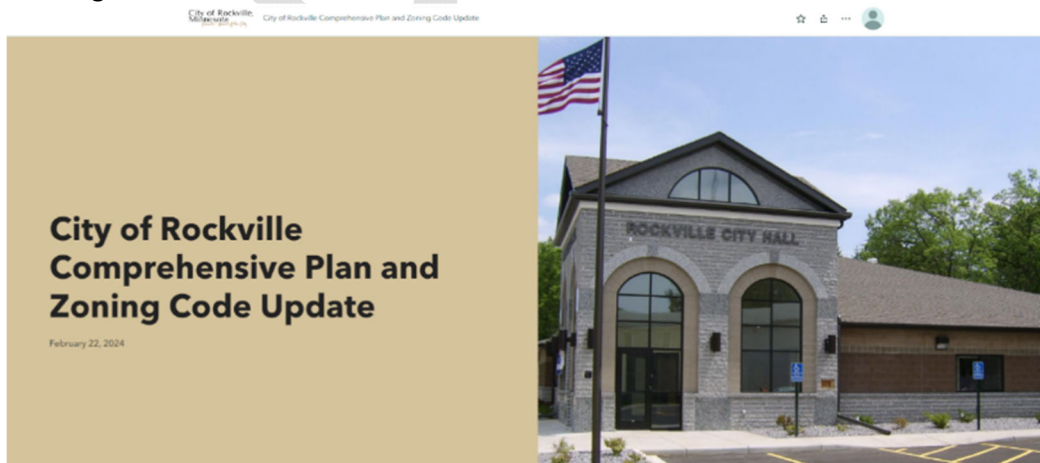 City of Rockville,
Minnesota
City of Rockville Comprehensive Plan and Zoning Code Update
City of Rockville
Comprehensive Plan and
Zoning Code Update
February 22, 2024
ROCKVILLE CITY HALL